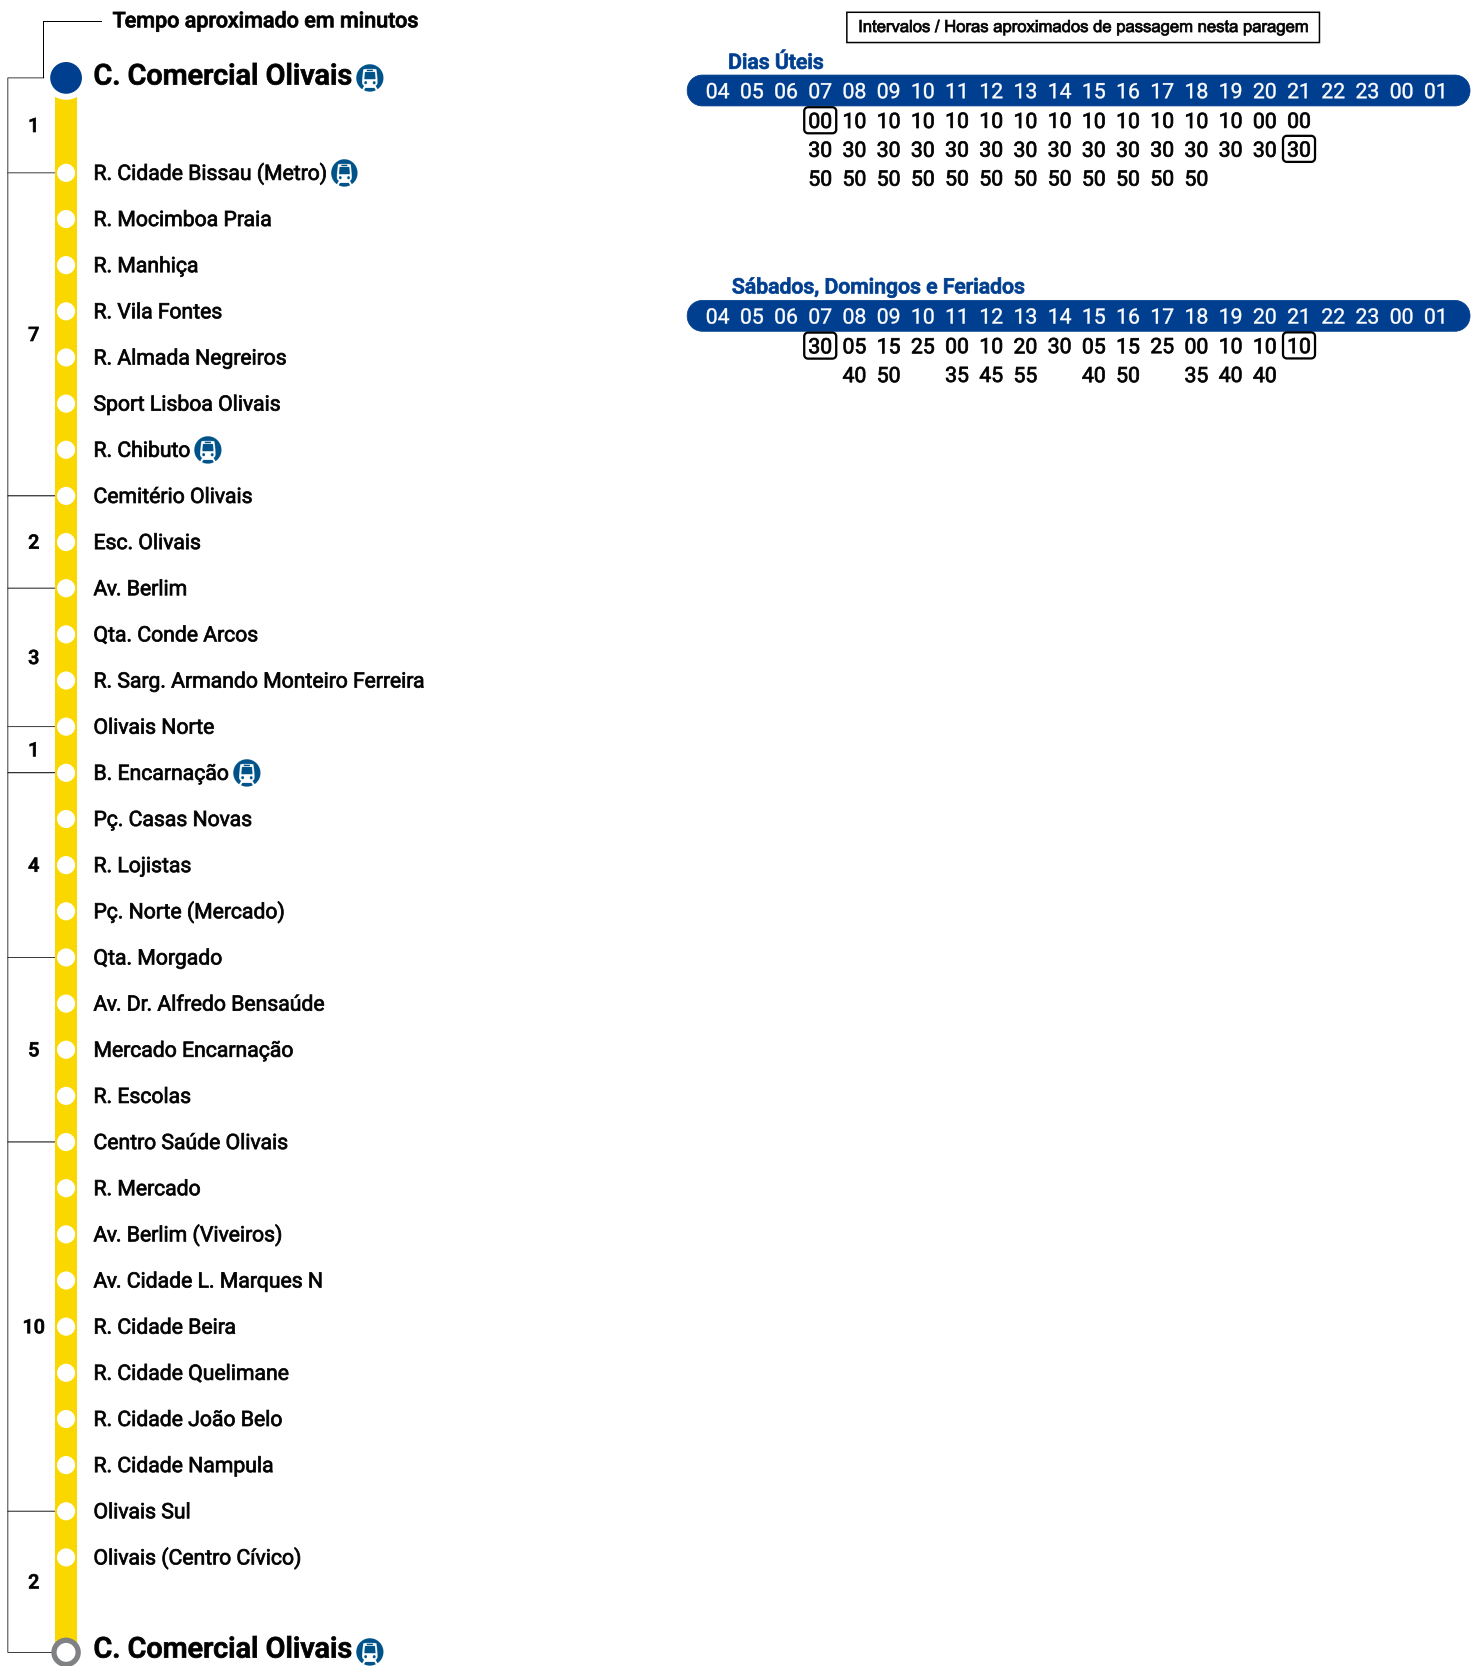 Tempo aproximado em minutos
C. Comercial Olivais
1
R. Cidade Bissau (Metro)
R. Mocimboa Praia
R. Manhiça
R. Vila Fontes
7
R. Almada Negreiros
Sport Lisboa Olivais
R. Chibuto
Cemitério Olivais
2
Esc. Olivais
Av. Berlim
Qta. Conde Arcos
3
R. Sarg. Armando Monteiro Ferreira
Olivais Norte
1
B. Encarnação
Pç. Casas Novas
4
R. Lojistas
Pç. Norte (Mercado)
Qta. Morgado
Av. Dr. Alfredo Bensaúde
5
Mercado Encarnação
R. Escolas
Centro Saúde Olivais
R. Mercado
Av. Berlim (Viveiros)
Av. Cidade L. Marques N
10
R. Cidade Beira
R. Cidade Quelimane
R. Cidade João Belo
R. Cidade Nampula
Olivais Sul
Olivais (Centro Cívico)
2
C. Comercial Olivais
Intervalos / Horas aproximados de passagem nesta paragem
Dias Úteis
04 05 06 07 08 09 10 11 12 13 14 15 16 17 18 19 20 21 22 23 00 01
00 10 10 10 10 10 10 10 10 10 10 10 10 00 00
30 30 30 30 30 30 30 30 30 30 30 30 30 30 30
50 50 50 50 50 50 50 50 50 50 50 50
Sábados, Domingos e Feriados
04 05 06 07 08 09 10 11 12 13 14 15 16 17 18 19 20 21 22 23 00 01
30 05 15 25 00 10 20 30 05 15 25 00 10 10 10
40 50 35 45 55 40 50 35 40 40